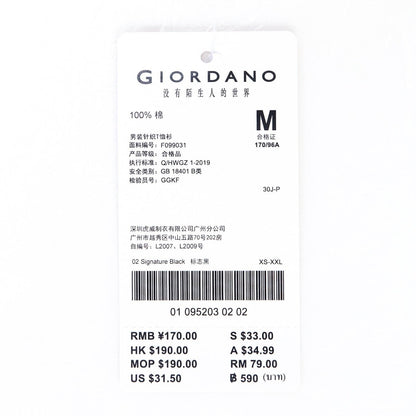 GIORDANO
没有陌生人的世界
100% 棉
M
合格证
170/96A
男装针织T恤衫
面料编号: F099031
产品等级: 合格品
执行标准: Q/HWGZ 1-2019
安全类别: GB 18401 B类
检验员号: GGKF
30J-P
深圳虎威制衣有限公司广州分公司
广州市越秀区中山五路70号202房
自编号: L2007、L2009号
02 Signature Black 标志黑 XS-XXL
01 095203 02 02
RMB ¥170.00 S $33.00
HK $190.00 A $34.99
MOP $190.00 RM 79.00
US $31.50 ฿ 590 (บาท)